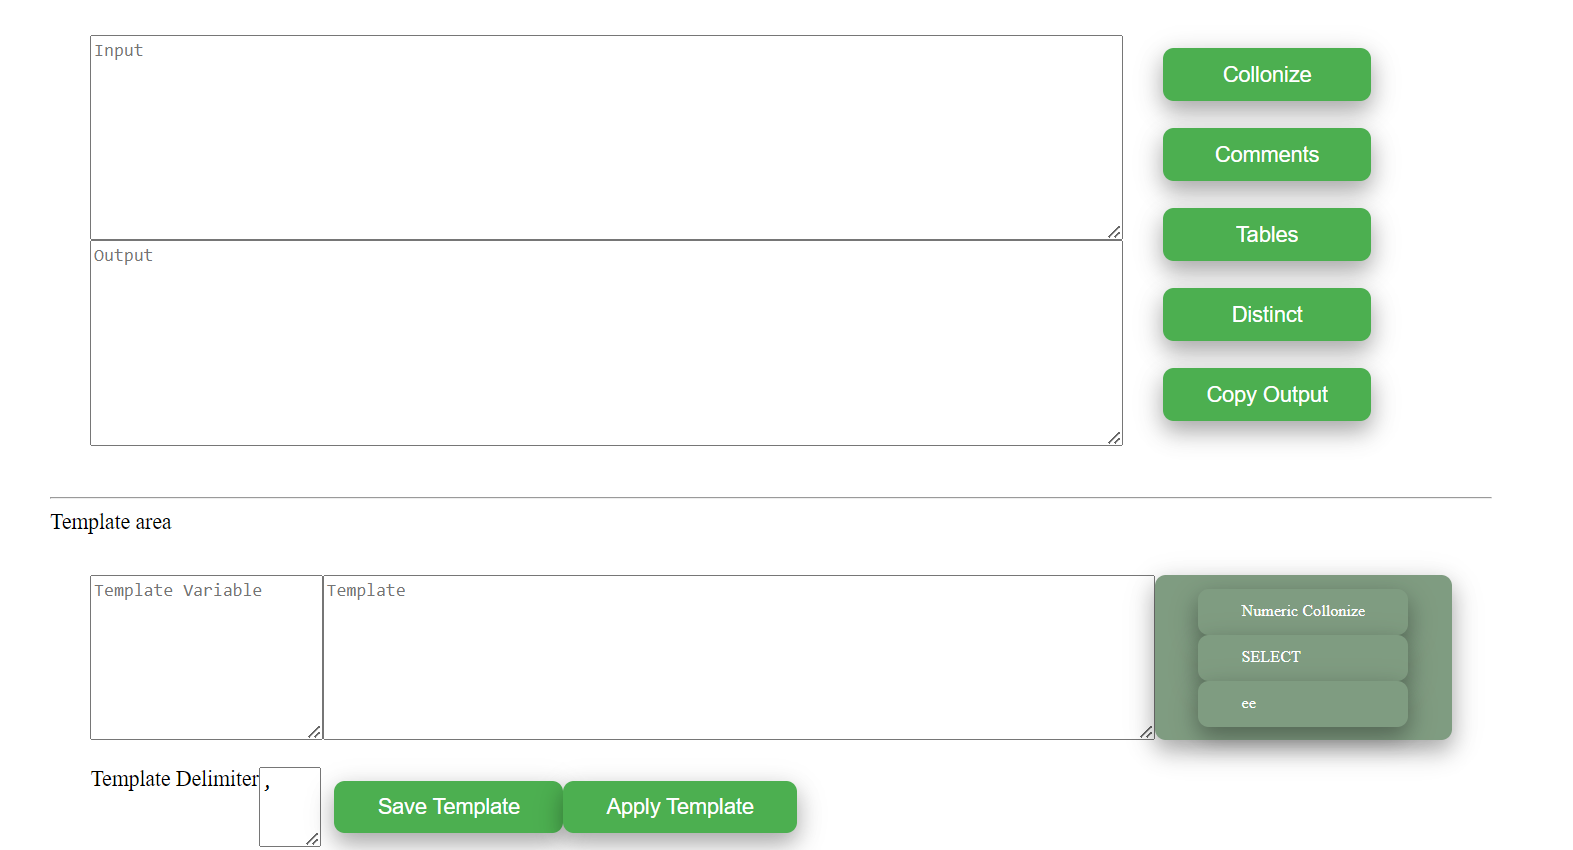 Input
Collonize
Comments
Tables
Output
Distinct
Copy Output
Template area
Template Variable
Template
Numeric Collonize
SELECT
ee
Template Delimiter ,
Save Template
Apply Template